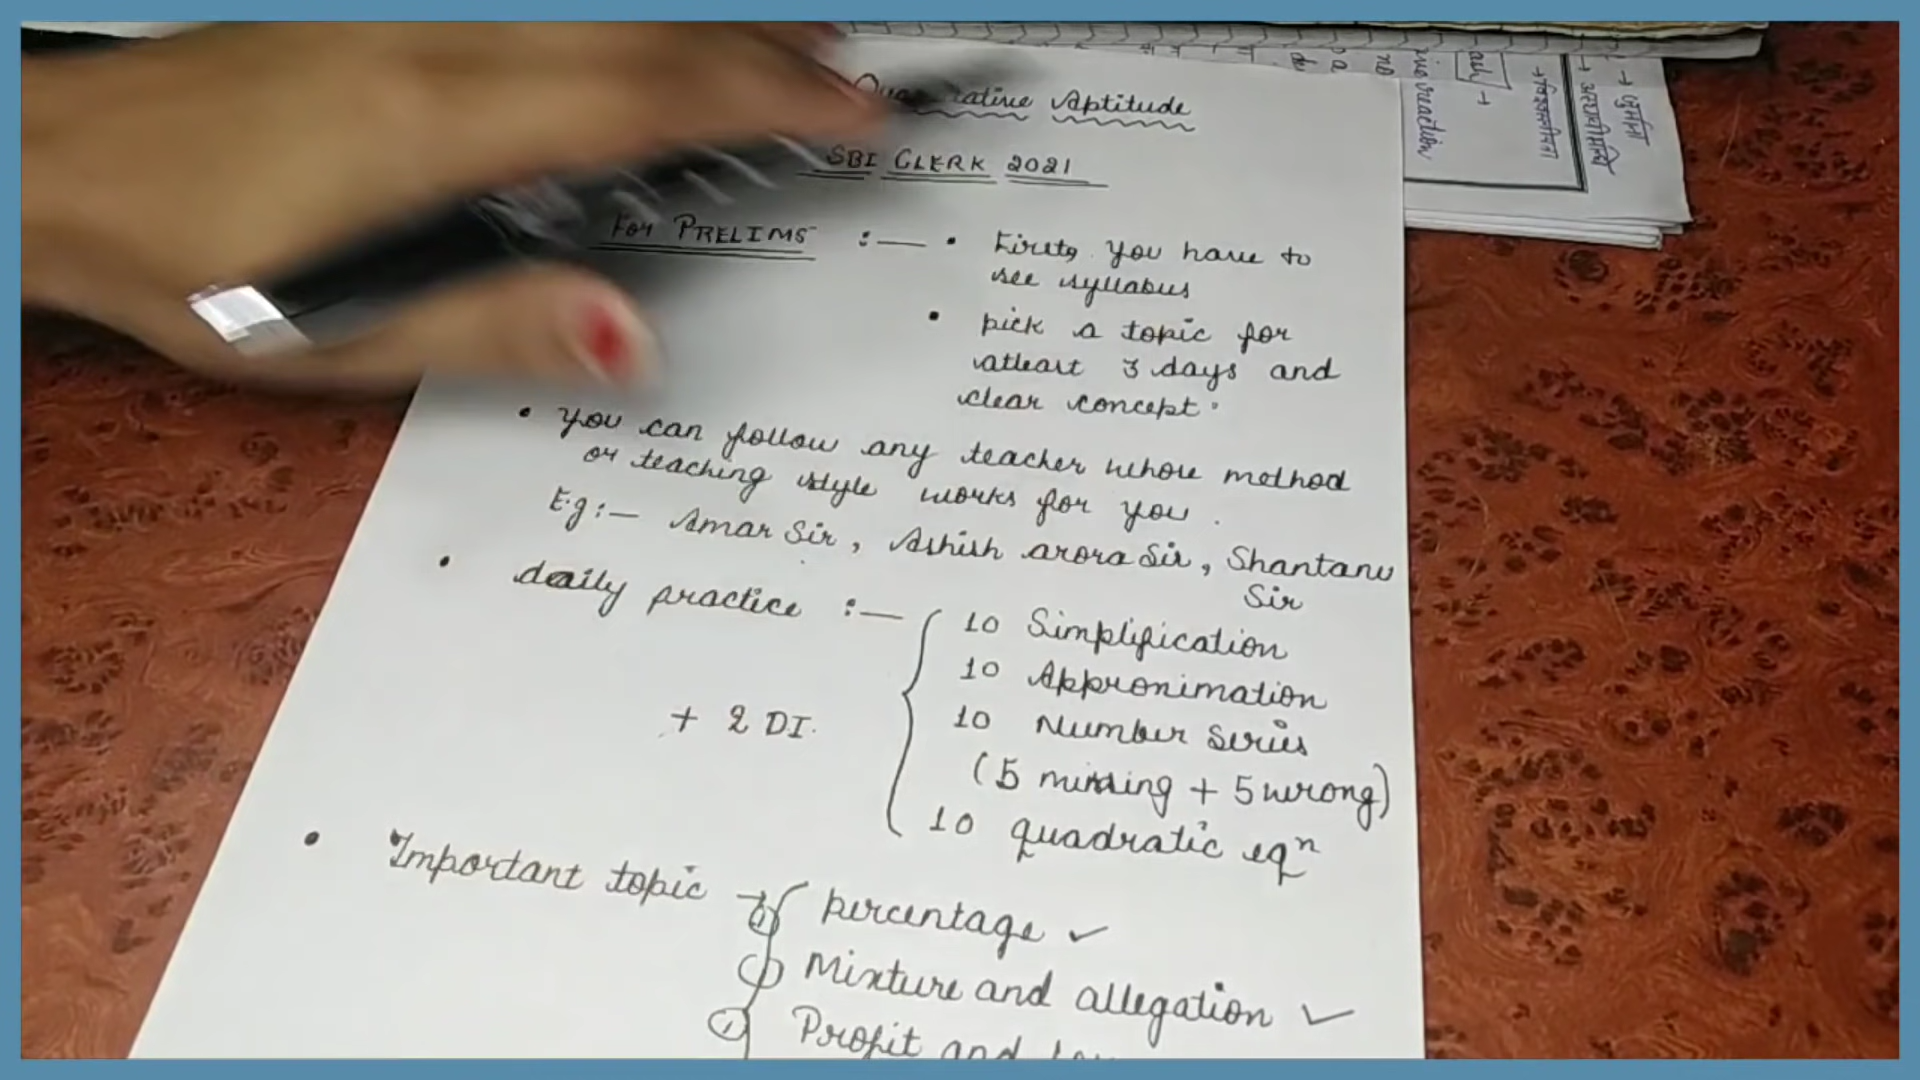 Quantitative Aptitude
SBI CLERK 2021
For PRELIMS :— • Firstly you have to
see syllabus
• pick a topic for
atleast 3 days and
clear concept.
• you can follow any teacher whose method
or teaching style works for you.
E.g :— Amar Sir, Ashish arora Sir, Shantanu
Sir
• daily practice :— 10 Simplification
10 Approximation
+ 2 DI. 10 Number Series
(5 missing + 5 wrong)
10 quadratic eqⁿ
• Important topic → percentage ✓
Mixture and allegation ✓
Profit and